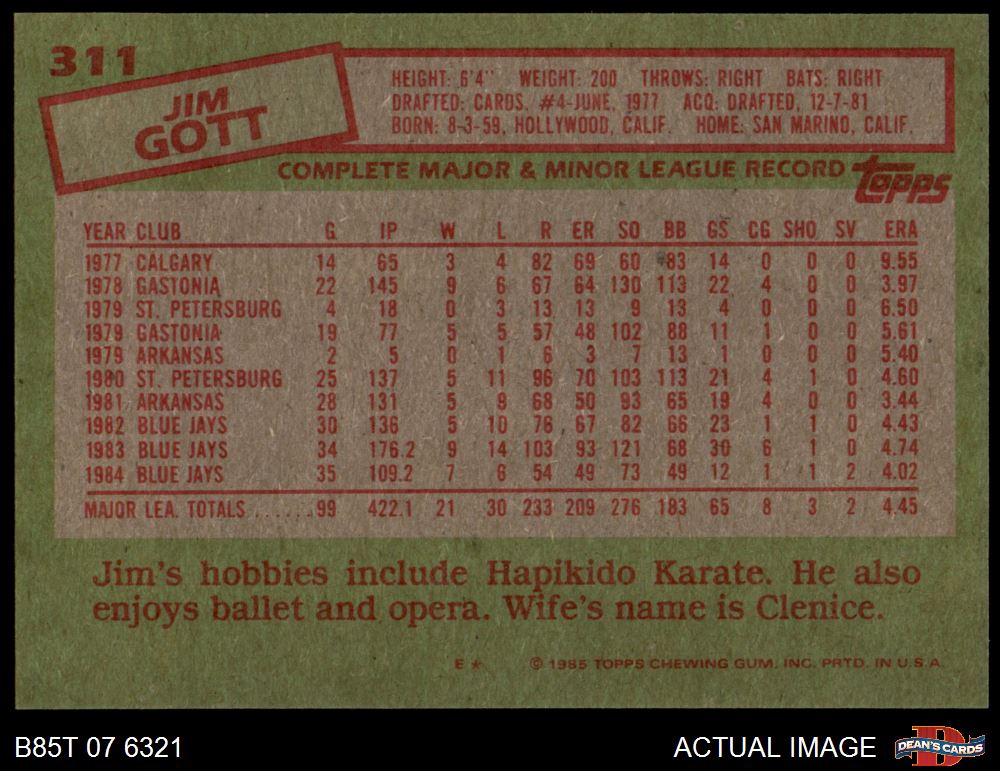 311
JIM
GOTT
HEIGHT: 6'4" WEIGHT: 200 THROWS: RIGHT BATS: RIGHT
DRAFTED: CARDS. #4-JUNE, 1977 ACQ: DRAFTED, 12-7-81
BORN: 8-3-59, HOLLYWOOD, CALIF. HOME: SAN MARINO, CALIF.
COMPLETE MAJOR & MINOR LEAGUE RECORD topps
YEAR CLUB G IP W L R ER SO BB GS CG SHO SV ERA
1977 CALGARY 14 65 3 4 82 69 60 83 14 0 0 0 9.55
1978 GASTONIA 22 145 9 6 67 64 130 113 22 4 0 0 3.97
1979 ST. PETERSBURG 4 18 0 3 13 13 9 13 4 0 0 0 6.50
1979 GASTONIA 19 77 5 5 57 48 102 88 11 1 0 0 5.61
1979 ARKANSAS 2 5 0 1 6 3 7 13 1 0 0 0 5.40
1980 ST. PETERSBURG 25 137 5 11 96 70 103 113 21 4 1 0 4.60
1981 ARKANSAS 28 131 5 9 68 50 93 65 19 4 0 0 3.44
1982 BLUE JAYS 30 136 5 10 76 67 82 66 23 1 1 0 4.43
1983 BLUE JAYS 34 176.2 9 14 103 93 121 68 30 6 1 0 4.74
1984 BLUE JAYS 35 109.2 7 6 54 49 73 49 12 1 1 2 4.02
MAJOR LEA. TOTALS ......99 422.1 21 30 233 209 276 183 65 8 3 2 4.45
Jim's hobbies include Hapikido Karate. He also
enjoys ballet and opera. Wife's name is Clenice.
E * © 1985 TOPPS CHEWING GUM, INC. PRTD. IN U.S.A.
B85T 07 6321 ACTUAL IMAGE DEAN'S CARDS